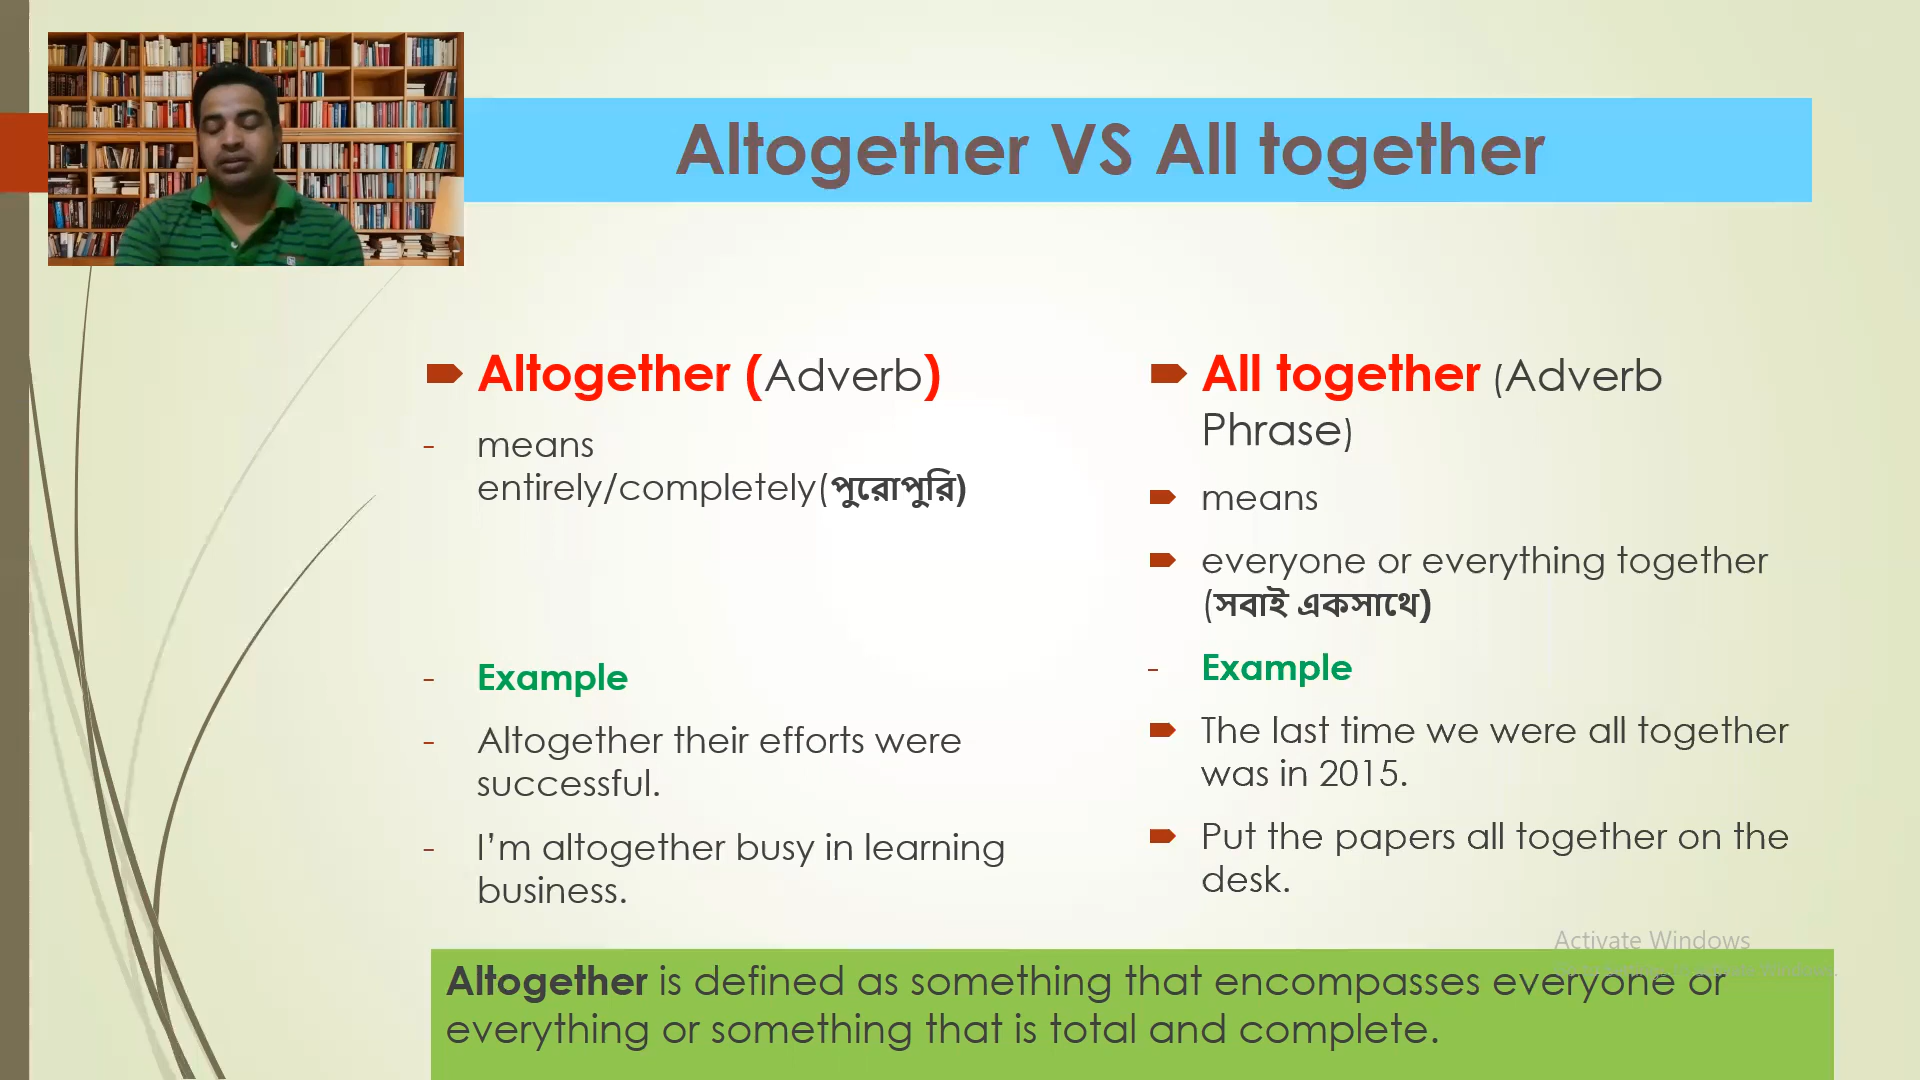 Altogether VS All together
Altogether (Adverb)
- means
entirely/completely(পুরোপুরি)
- Example
- Altogether their efforts were
successful.
- I’m altogether busy in learning
business.
All together (Adverb
Phrase)
means
everyone or everything together
(সবাই একসাথে)
- Example
The last time we were all together
was in 2015.
Put the papers all together on the
desk.
Activate Windows
Altogether is defined as something that encompasses everyone or
everything or something that is total and complete.